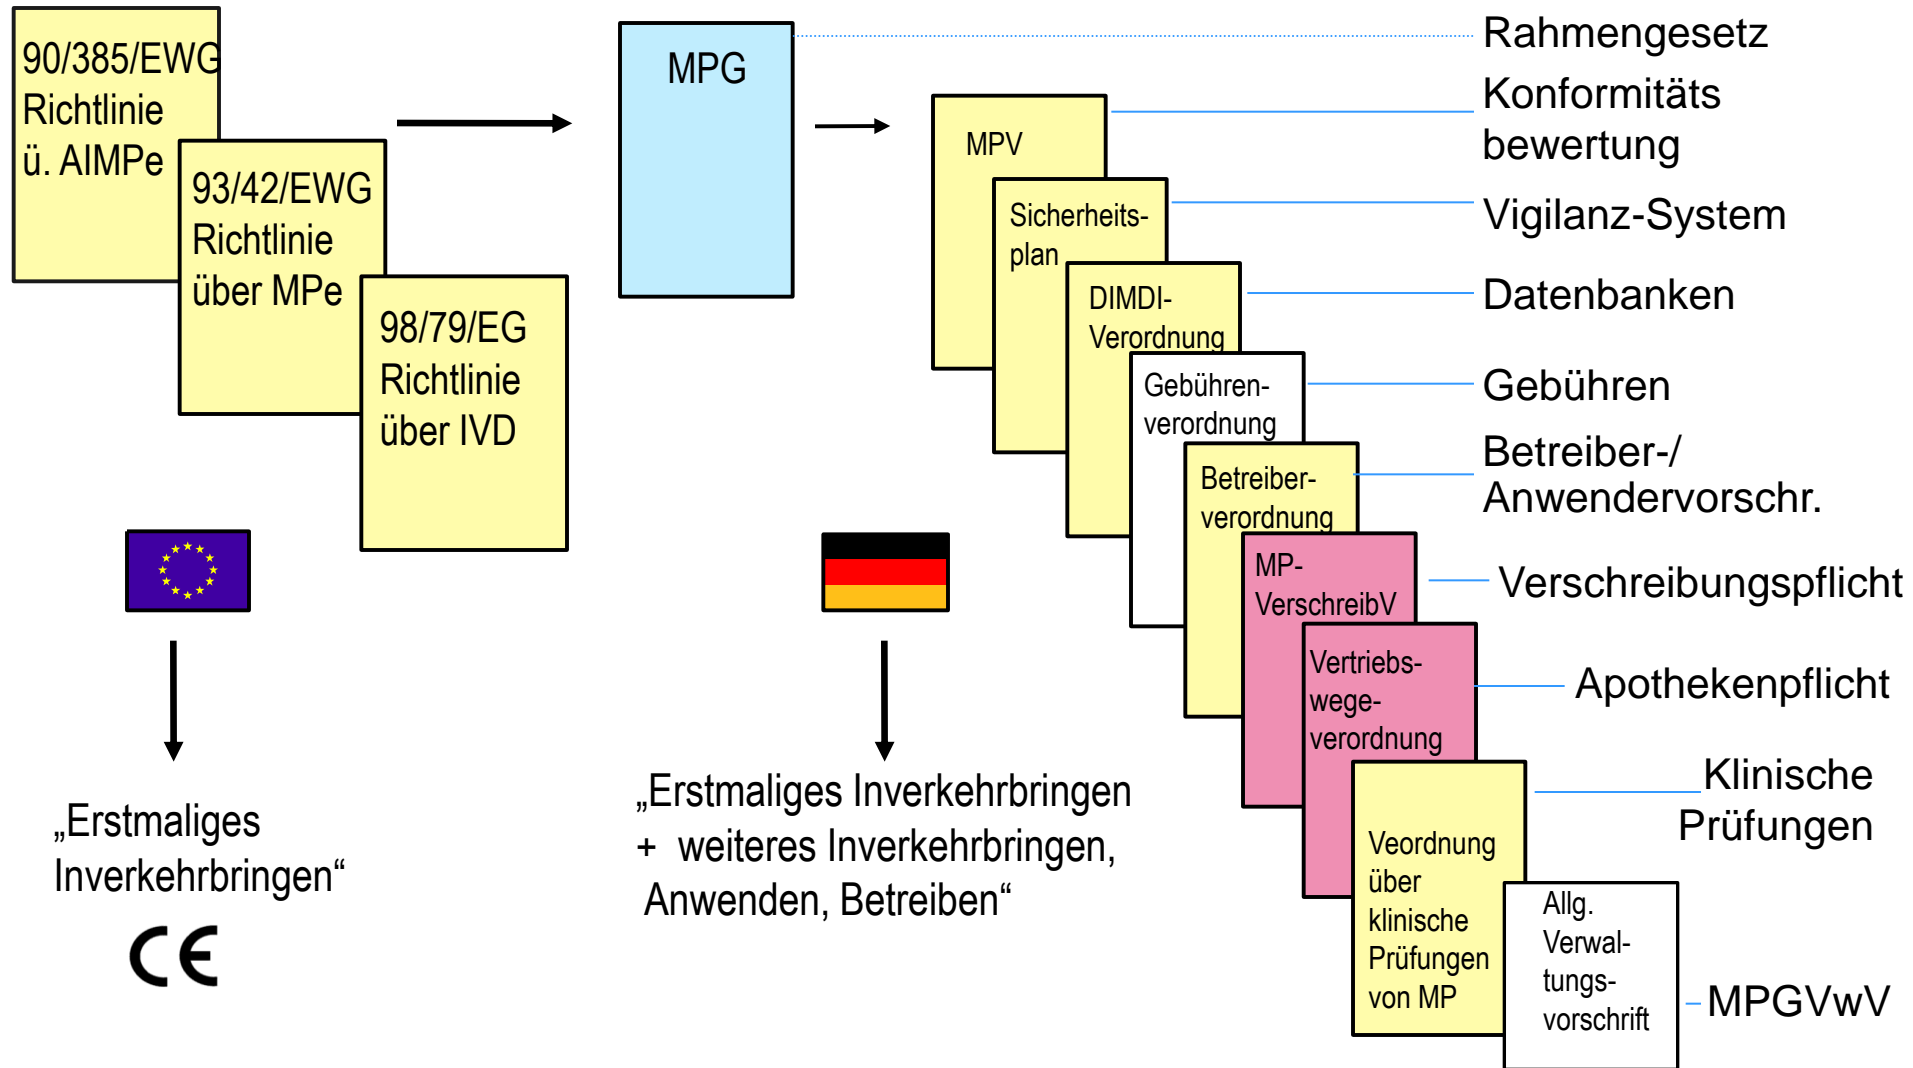 90/385/EWG
Richtlinie
ü. AIMPe
93/42/EWG
Richtlinie
über MPe
98/79/EG
Richtlinie
über IVD
„Erstmaliges
Inverkehrbringen“
CE
MPG
„Erstmaliges Inverkehrbringen
+ weiteres Inverkehrbringen,
Anwenden, Betreiben“
MPV
Sicherheits-
plan
DIMDI-
Verordnung
Gebühren-
verordnung
Betreiber-
verordnung
MP-
VerschreibV
Vertriebs-
wege-
verordnung
Veordnung
über
klinische
Prüfungen
von MP
Allg.
Verwal-
tungs-
vorschrift
Rahmengesetz
Konformitäts
bewertung
Vigilanz-System
Datenbanken
Gebühren
Betreiber-/
Anwendervorschr.
Verschreibungspflicht
Apothekenpflicht
Klinische
Prüfungen
MPGVwV